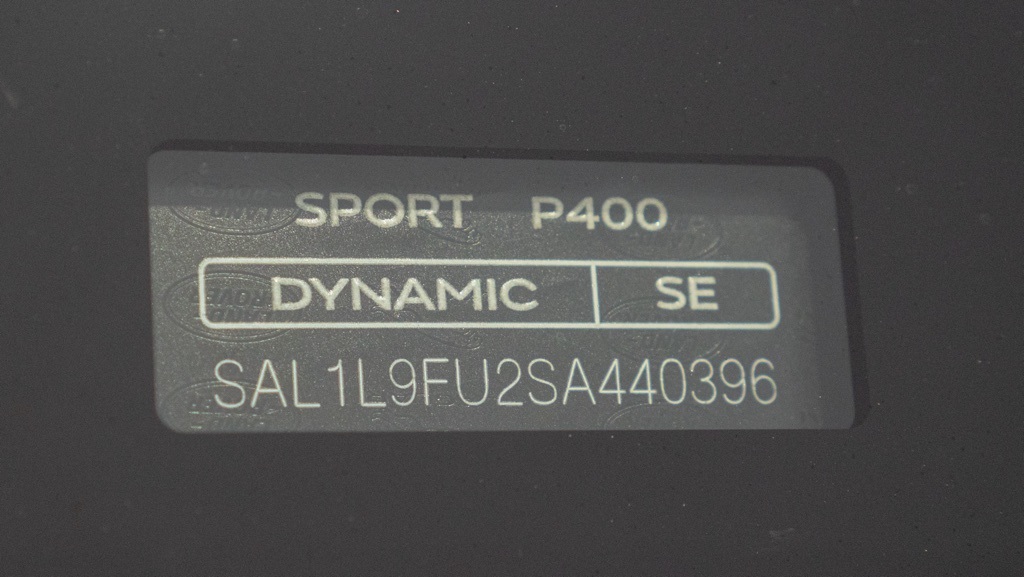 SPORT P400
DYNAMIC SE
SAL1L9FU2SA440396